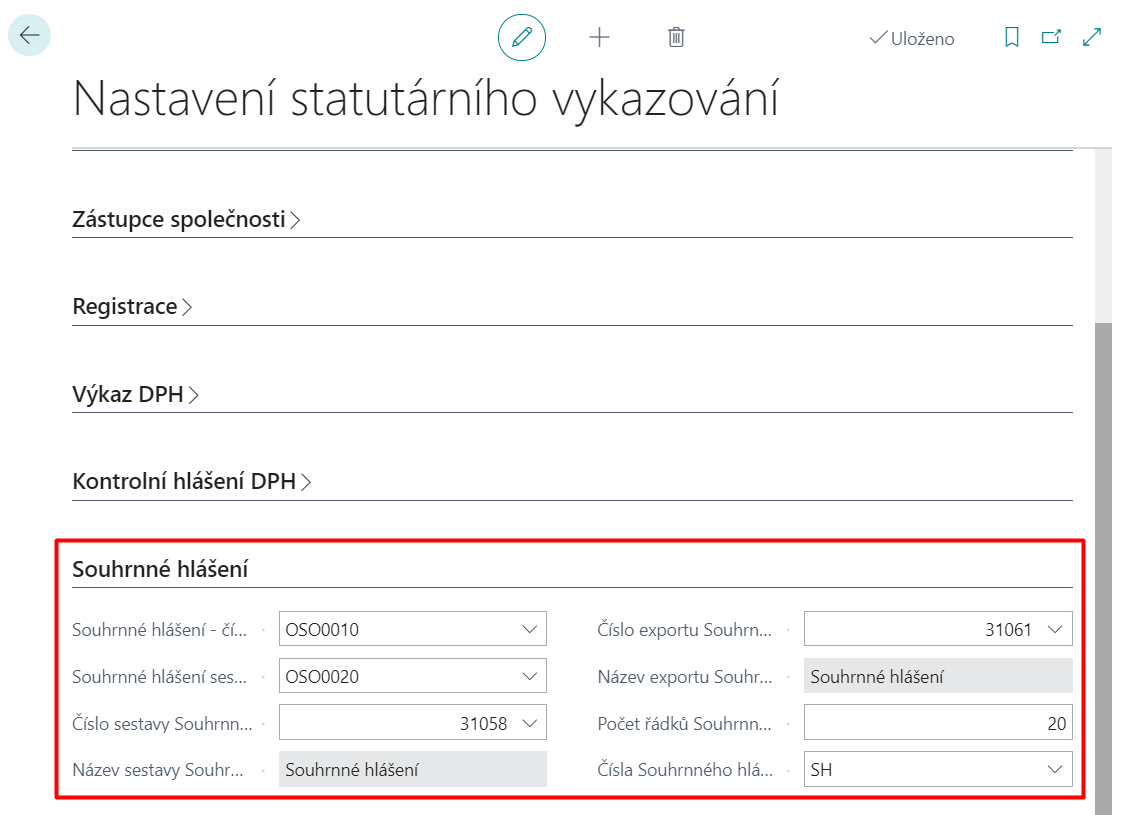 Uloženo
Nastavení statutárního vykazování
Zástupce společnosti
Registrace
Výkaz DPH
Kontrolní hlášení DPH
Souhrnné hlášení
Souhrnné hlášení - čí... OSO0010
Souhrnné hlášení ses... OSO0020
Číslo sestavy Souhrnn... 31058
Název sestavy Souhr... Souhrnné hlášení
Číslo exportu Souhrn... 31061
Název exportu Souhr... Souhrnné hlášení
Počet řádků Souhrnn... 20
Čísla Souhrnného hlá... SH